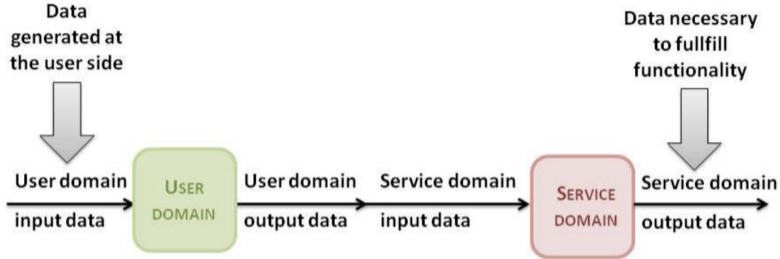 Data
generated at
the user side
Data necessary
to fullfill
functionality
User domain
input data
USER
DOMAIN
User domain
output data
Service domain
input data
SERVICE
DOMAIN
Service domain
output data